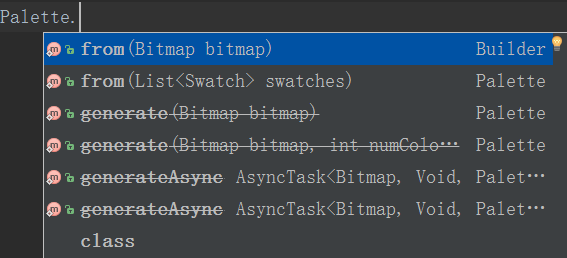 Palette.
from(Bitmap bitmap) Builder
from(List<Swatch> swatches) Palette
generate(Bitmap bitmap) Palette
generate(Bitmap bitmap, int numColo… Palette
generateAsync AsyncTask<Bitmap, Void, Palet…
generateAsync AsyncTask<Bitmap, Void, Palet…
class